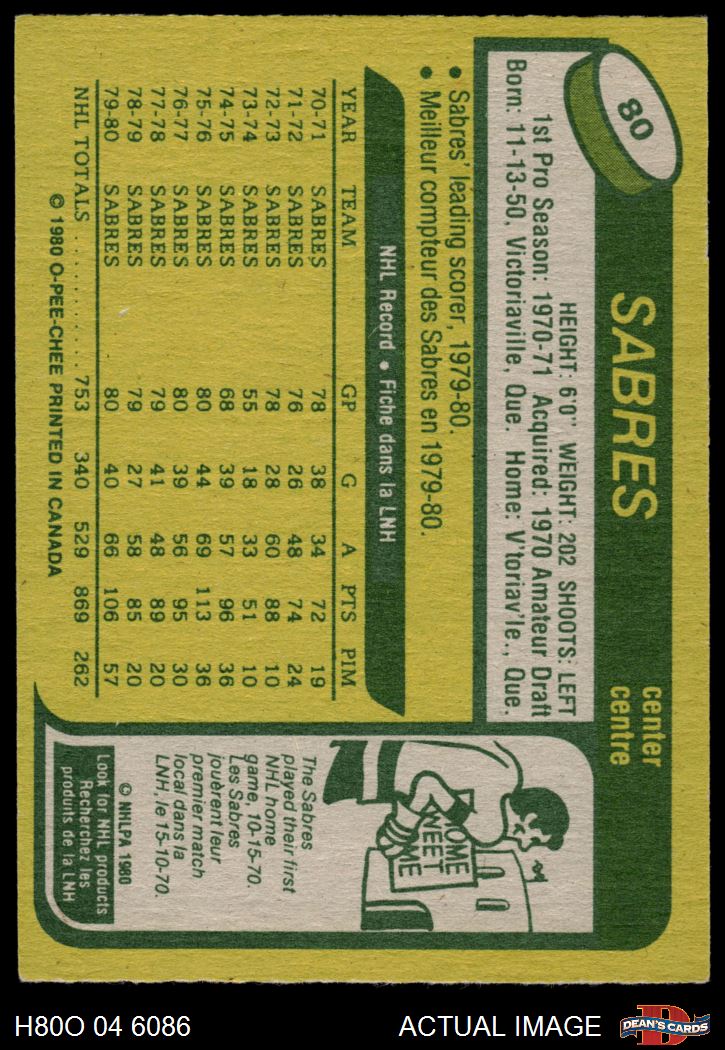 80
SABRES
center
centre
HEIGHT: 6'0" WEIGHT: 202 SHOOTS: LEFT
1st Pro Season: 1970-71 Acquired: 1970 Amateur Draft
Born: 11-13-50, Victoriaville, Que. Home: V'toriav'le., Que.
• Sabres' leading scorer, 1979-80.
• Meilleur compteur des Sabres en 1979-80.
NHL Record • Fiche dans la LNH
YEAR TEAM GP G A PTS PIM
70-71 SABRES 78 38 34 72 19
71-72 SABRES 76 26 48 74 24
72-73 SABRES 78 28 60 88 10
73-74 SABRES 55 18 33 51 10
74-75 SABRES 68 39 57 96 36
75-76 SABRES 80 44 69 113 36
76-77 SABRES 80 39 56 95 30
77-78 SABRES 79 41 48 89 20
78-79 SABRES 79 27 58 85 20
79-80 SABRES 80 40 66 106 57
NHL TOTALS . . . . . . . . . . 753 340 529 869 262
© 1980 O-PEE-CHEE PRINTED IN CANADA
HOME
SWEET
HOME
The Sabres
played their first
NHL home
game, 10-15-70.
Les Sabres
jouèrent leur
premier match
local dans la
LNH, le 15-10-70.
© NHLPA 1980
Look for NHL products
Recherchez les
produits de la LNH
H80O 04 6086
ACTUAL IMAGE
D
DEAN'S CARDS